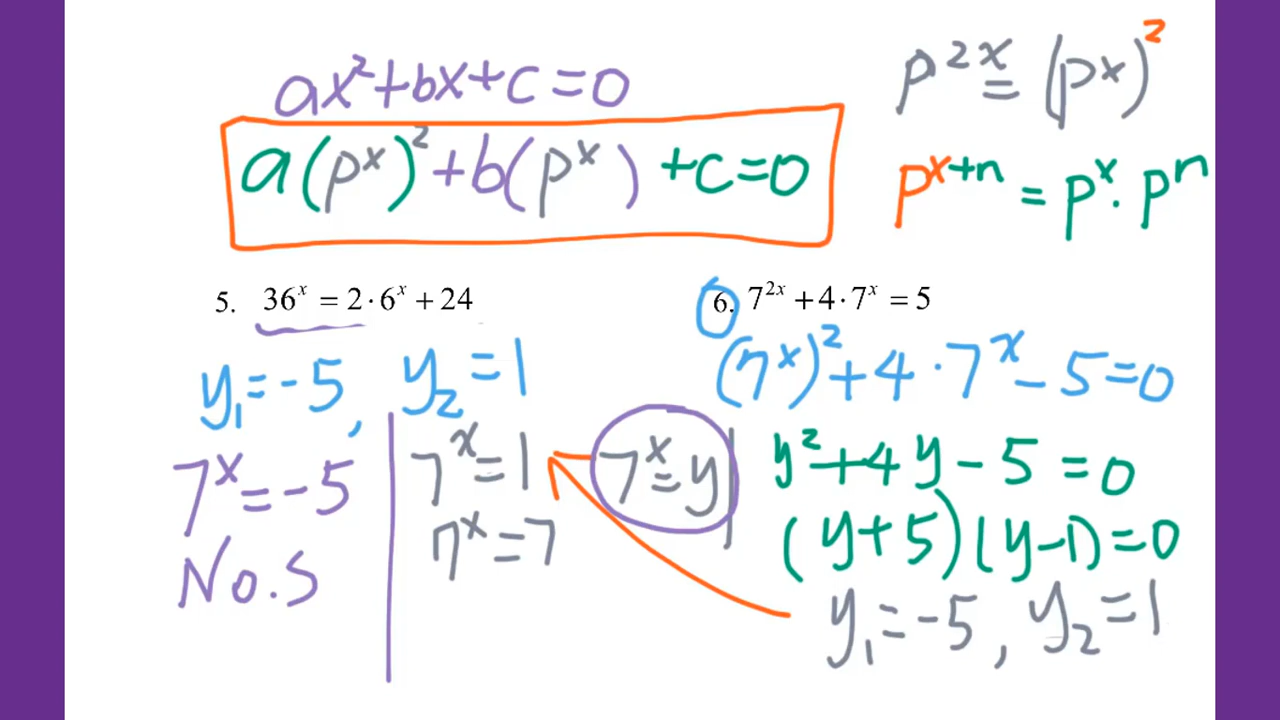 ax²+bx+c=0
a(pˣ)²+b(pˣ)+c=0
p²ˣ=(pˣ)²
pˣ⁺ⁿ=pˣ·pⁿ
5. 36ˣ = 2·6ˣ + 24
y₁=-5, y₂=1
7ˣ=-5
No.S
7ˣ=1
7ˣ=7
7ˣ=y
6. 7²ˣ + 4·7ˣ = 5
(7ˣ)²+4·7ˣ-5=0
y²+4y-5=0
(y+5)(y-1)=0
y₁=-5, y₂=1